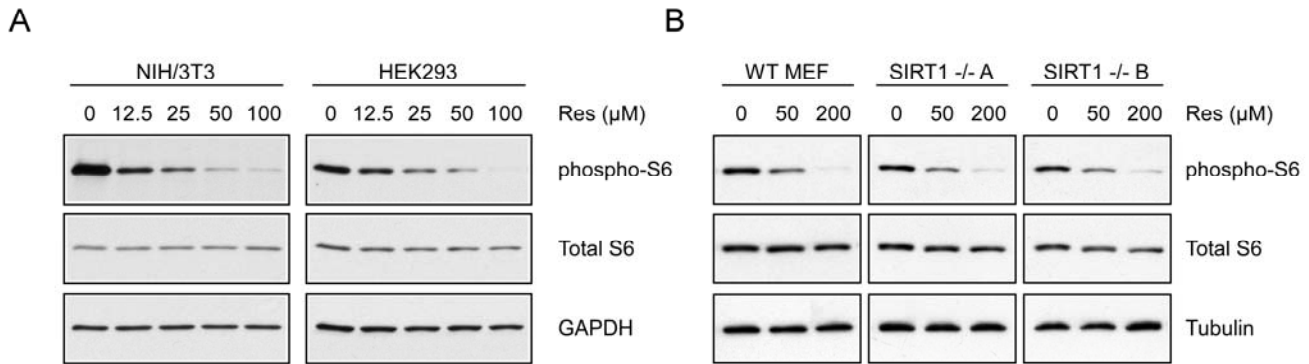 A
B
NIH/3T3 HEK293
0 12.5 25 50 100 0 12.5 25 50 100 Res (µM)
phospho-S6
Total S6
GAPDH
WT MEF SIRT1 -/- A SIRT1 -/- B
0 50 200 0 50 200 0 50 200 Res (µM)
phospho-S6
Total S6
Tubulin